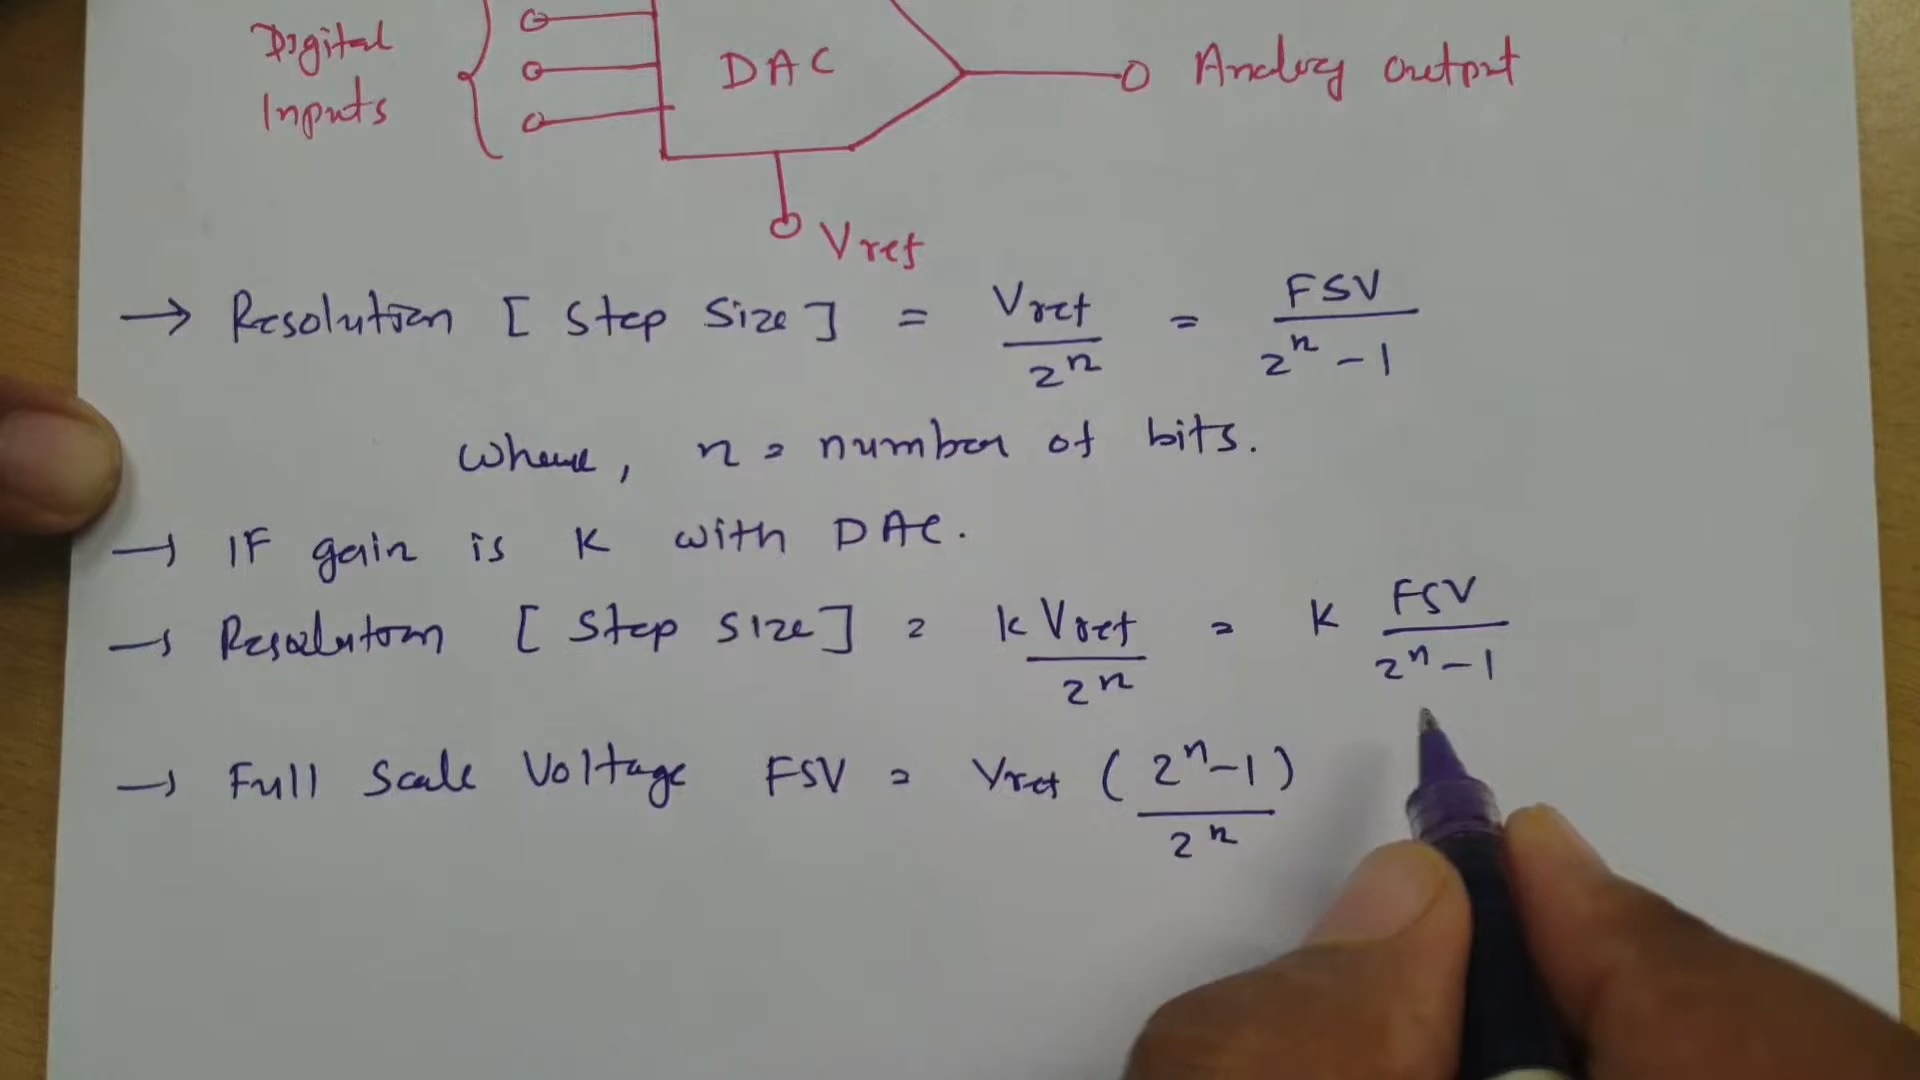 Digital
Inputs
DAC
Analog output
Vref
→ Resolution [ Step Size ] = Vref / 2^n = FSV / 2^n - 1
Where, n = number of bits.
→ IF gain is K with DAC.
→ Resolution [ Step size ] = K Vref / 2^n = K FSV / 2^n - 1
→ Full Scale Voltage FSV = Vref ( 2^n - 1 ) / 2^n